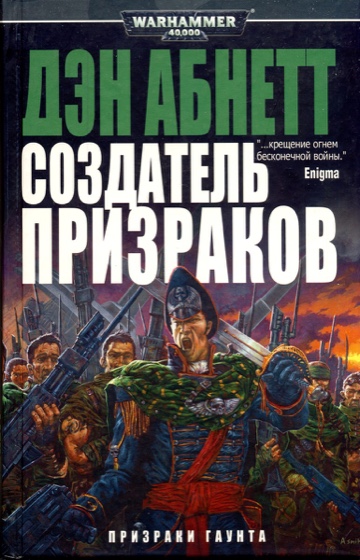 WARHAMMER
40,000
ДЭН АБНЕТТ
"...крещение огнем
бесконечной войны."
Enigma
СОЗДАТЕЛЬ
ПРИЗРАКОВ
ПРИЗРАКИ ГАУНТА